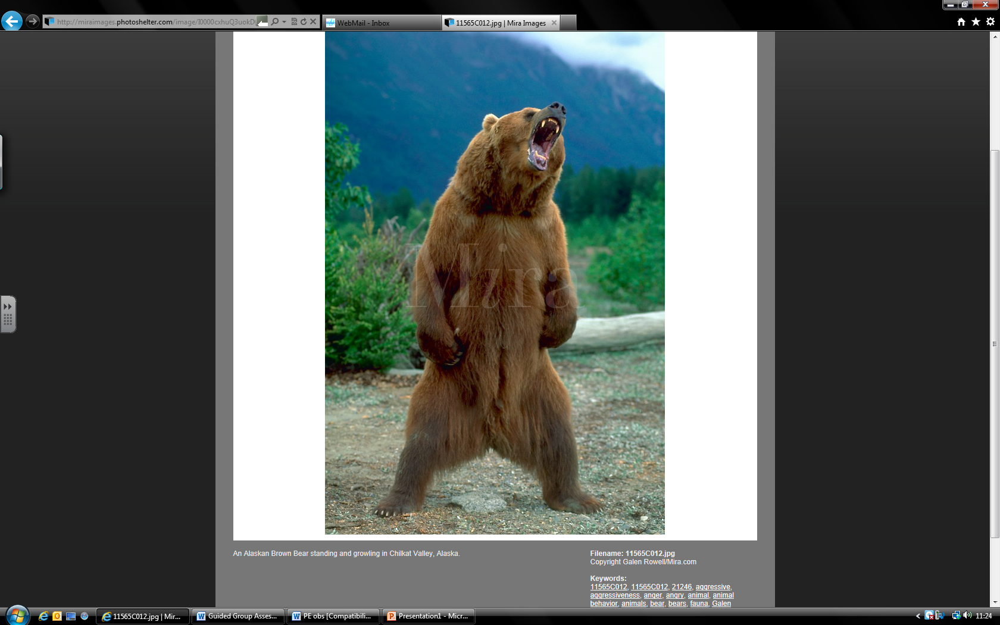 http://miraimages.photoshelter.com/image/I0000cxhuQ3uokD
WebMail - Inbox
11565C012.jpg | Mira Images
Mira
An Alaskan Brown Bear standing and growling in Chilkat Valley, Alaska.
Filename: 11565C012.jpg
Copyright Galen Rowell/Mira.com
Keywords:
11565C012, 11565C012, 21246, aggressive,
aggressiveness, anger, angry, animal, animal
behavior, animals, bear, bears, fauna, Galen
11565C012.jpg | Mir...
Guided Group Asses...
PE obs [Compatibili...
Presentation1 - Micr...
11:24